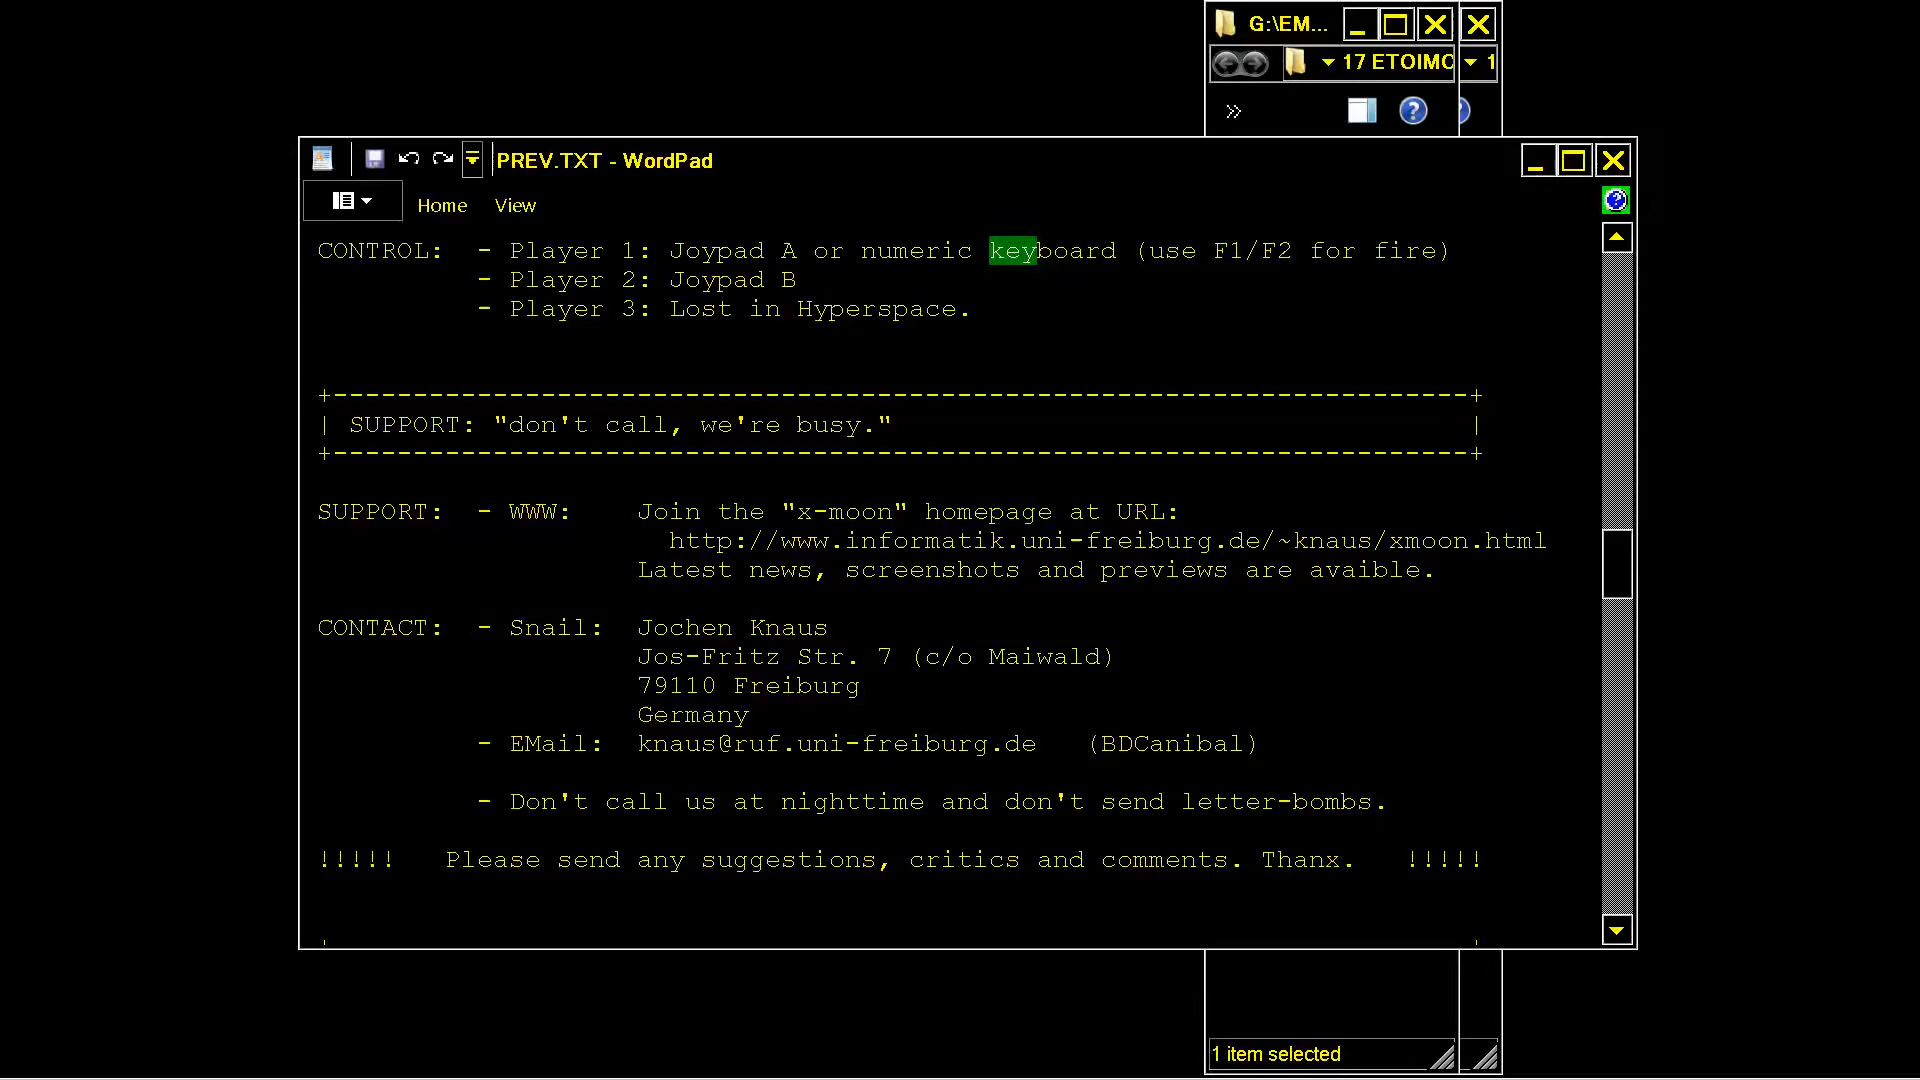 G:\EM...
17 ETOIMO
1
PREV.TXT - WordPad
Home View
CONTROL: - Player 1: Joypad A or numeric keyboard (use F1/F2 for fire)
- Player 2: Joypad B
- Player 3: Lost in Hyperspace.
+-----------------------------------------------------------------------+
| SUPPORT: "don't call, we're busy." |
+-----------------------------------------------------------------------+
SUPPORT: - WWW: Join the "x-moon" homepage at URL:
http://www.informatik.uni-freiburg.de/~knaus/xmoon.html
Latest news, screenshots and previews are avaible.
CONTACT: - Snail: Jochen Knaus
Jos-Fritz Str. 7 (c/o Maiwald)
79110 Freiburg
Germany
- EMail: knaus@ruf.uni-freiburg.de (BDCanibal)
- Don't call us at nighttime and don't send letter-bombs.
!!!!! Please send any suggestions, critics and comments. Thanx. !!!!!
1 item selected